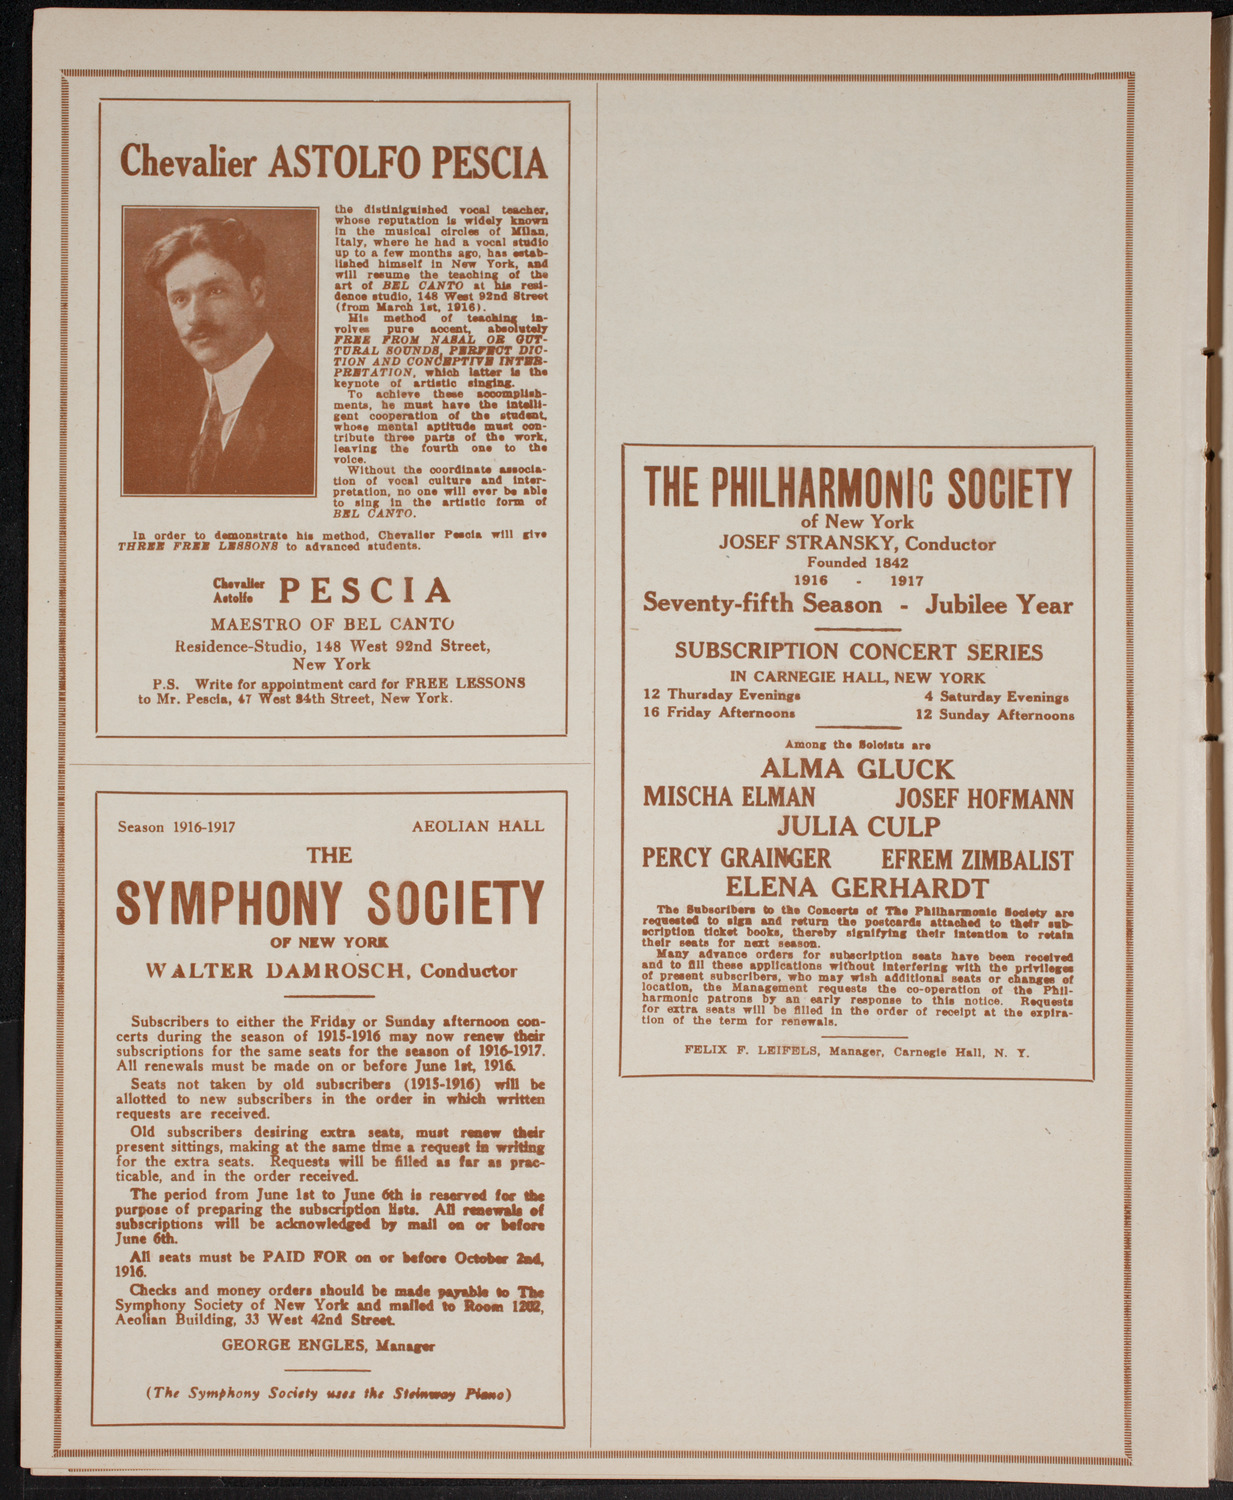 Chevalier ASTOLFO PESCIA
the distinguished vocal teacher,
whose reputation is widely known
in the musical circles of Milan,
Italy, where he had a vocal studio
up to a few months ago, has estab-
lished himself in New York, and
will resume the teaching of the
art of BEL CANTO at his resi-
dence studio, 148 West 92nd Street
(from March 1st, 1916).
His method of teaching in-
volves pure accent, absolutely
FREE FROM NASAL OR GUT-
TURAL SOUNDS, PERFECT DIC-
TION AND CONCEPTIVE INTER-
PRETATION, which latter is the
keynote of artistic singing.
To achieve these accomplish-
ments, he must have the intelli-
gent cooperation of the student,
whose mental aptitude must con-
tribute three parts of the work,
leaving the fourth one to the
voice.
Without the coordinate associa-
tion of vocal culture and inter-
pretation, no one will ever be able
to sing in the artistic form of
BEL CANTO.
In order to demonstrate his method, Chevalier Pescia will give
THREE FREE LESSONS to advanced students.
Chevalier
Astolfo PESCIA
MAESTRO OF BEL CANTO
Residence-Studio, 148 West 92nd Street,
New York
P.S. Write for appointment card for FREE LESSONS
to Mr. Pescia, 47 West 84th Street, New York.
Season 1916-1917 AEOLIAN HALL
THE
SYMPHONY SOCIETY
OF NEW YORK
WALTER DAMROSCH, Conductor
Subscribers to either the Friday or Sunday afternoon con-
certs during the season of 1915-1916 may now renew their
subscriptions for the same seats for the season of 1916-1917.
All renewals must be made on or before June 1st, 1916.
Seats not taken by old subscribers (1915-1916) will be
allotted to new subscribers in the order in which written
requests are received.
Old subscribers desiring extra seats, must renew their
present sittings, making at the same time a request in writing
for the extra seats. Requests will be filled as far as prac-
ticable, and in the order received.
The period from June 1st to June 6th is reserved for the
purpose of preparing the subscription lists. All renewals of
subscriptions will be acknowledged by mail on or before
June 6th.
All seats must be PAID FOR on or before October 2nd,
1916.
Checks and money orders should be made payable to The
Symphony Society of New York and mailed to Room 1202,
Aeolian Building, 33 West 42nd Street.
GEORGE ENGLES, Manager
(The Symphony Society uses the Steinway Piano)
THE PHILHARMONIC SOCIETY
of New York
JOSEF STRANSKY, Conductor
Founded 1842
1916 - 1917
Seventy-fifth Season - Jubilee Year
SUBSCRIPTION CONCERT SERIES
IN CARNEGIE HALL, NEW YORK
12 Thursday Evenings 4 Saturday Evenings
16 Friday Afternoons 12 Sunday Afternoons
Among the Soloists are
ALMA GLUCK
MISCHA ELMAN JOSEF HOFMANN
JULIA CULP
PERCY GRAINGER EFREM ZIMBALIST
ELENA GERHARDT
The Subscribers to the Concerts of The Philharmonic Society are
requested to sign and return the postcards attached to their sub-
scription ticket books, thereby signifying their intention to retain
their seats for next season.
Many advance orders for subscription seats have been received
and to fill these applications without interfering with the privileges
of present subscribers, who may wish additional seats or changes of
location, the Management requests the co-operation of the Phil-
harmonic patrons by an early response to this notice. Requests
for extra seats will be filled in the order of receipt at the expira-
tion of the term for renewals.
FELIX F. LEIFELS, Manager, Carnegie Hall, N. Y.